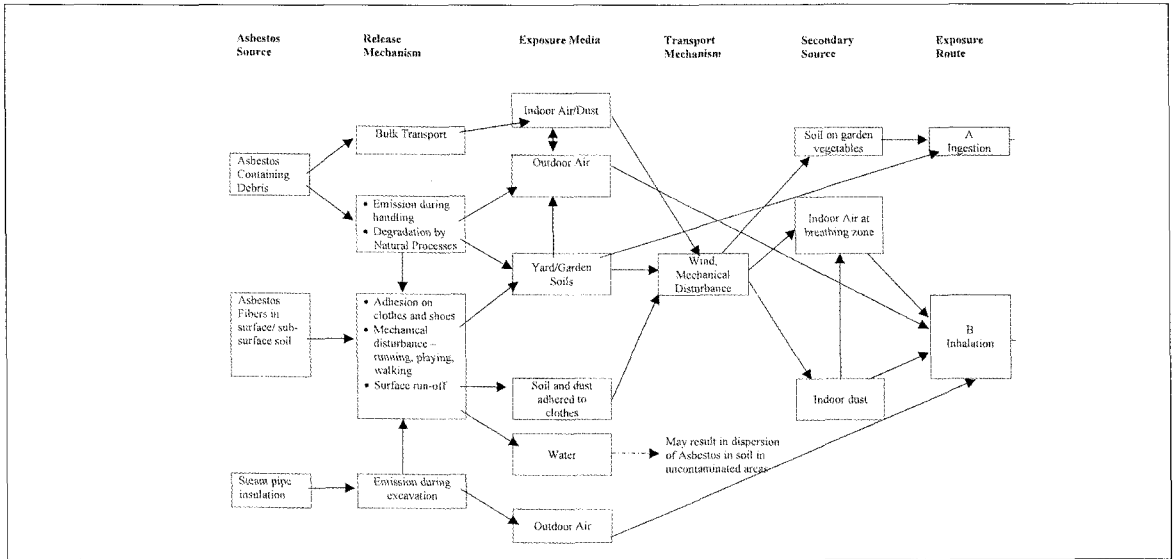 Asbestos
Source
Release
Mechanism
Exposure Media
Transport
Mechanism
Secondary
Source
Exposure
Route
Indoor Air/Dust
Bulk Transport
Soil on garden
vegetables
A
Ingestion
Asbestos
Containing
Debris
Outdoor Air
• Emission during
handling
• Degradation by
Natural Processes
Indoor Air at
breathing zone
Yard/Garden
Soils
Wind,
Mechanical
Disturbance
Asbestos
Fibers in
surface/ sub-
surface soil
• Adhesion on
clothes and shoes
• Mechanical
disturbance –
running, playing,
walking
• Surface run-off
B
Inhalation
Soil and dust
adhered to
clothes
Indoor dust
Water
May result in dispersion
of Asbestos in soil in
uncontaminated areas
Steam pipe
insulation
Emission during
excavation
Outdoor Air